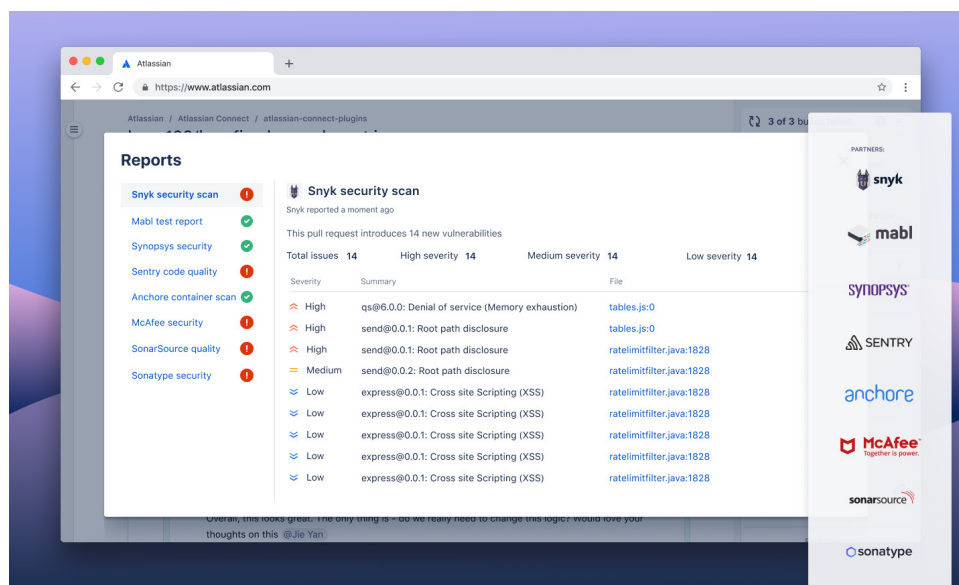 Atlassian
https://www.atlassian.com
Atlassian / Atlassian Connect / atlassian-connect-plugins
3 of 3
Reports
Snyk security scan
Mabl test report
Synopsys security
Sentry code quality
Anchore container scan
McAfee security
SonarSource quality
Sonatype security
Snyk security scan
Snyk reported a moment ago
This pull request introduces 14 new vulnerabilities
Total issues 14 High severity 14 Medium severity 14 Low severity 14
Severity Summary File
High qs@6.0.0: Denial of service (Memory exhaustion) tables.js:0
High send@0.0.1: Root path disclosure tables.js:0
High send@0.0.1: Root path disclosure ratelimitfilter.java:1828
Medium send@0.0.2: Root path disclosure ratelimitfilter.java:1828
Low express@0.0.1: Cross site Scripting (XSS) ratelimitfilter.java:1828
Low express@0.0.1: Cross site Scripting (XSS) ratelimitfilter.java:1828
Low express@0.0.1: Cross site Scripting (XSS) ratelimitfilter.java:1828
Low express@0.0.1: Cross site Scripting (XSS) ratelimitfilter.java:1828
Low express@0.0.1: Cross site Scripting (XSS) ratelimitfilter.java:1828
Overall, this looks great. The only thing is - do we really need to change this logic? Would love your
thoughts on this @Jie Yan
PARTNERS:
snyk
mabl
SYNOPSYS
SENTRY
anchore
McAfee™
Together is power.
sonarsource
sonatype